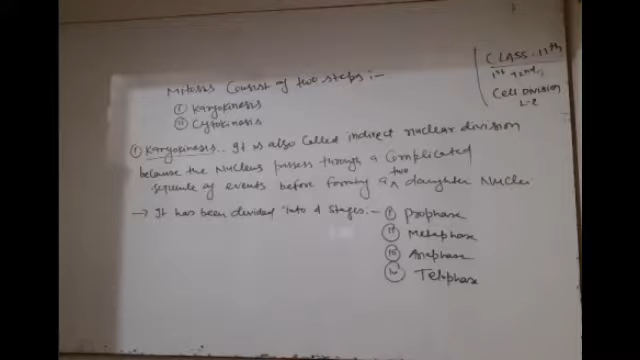 CLASS-11th
1st 42nd,
Cell Division
L-2
Mitosis Consist of two steps:-
(i) Karyokinesis
(ii) Cytokinesis
(i) Karyokinesis.. It is also called indirect nuclear division
because the Nucleus possess through a complicated
sequence of events before forming a two daughter Nuclei
→ It has been divided into 4 stages:- (i) Prophase
(ii) Metaphase
(iii) Anaphase
(iv) Telophase